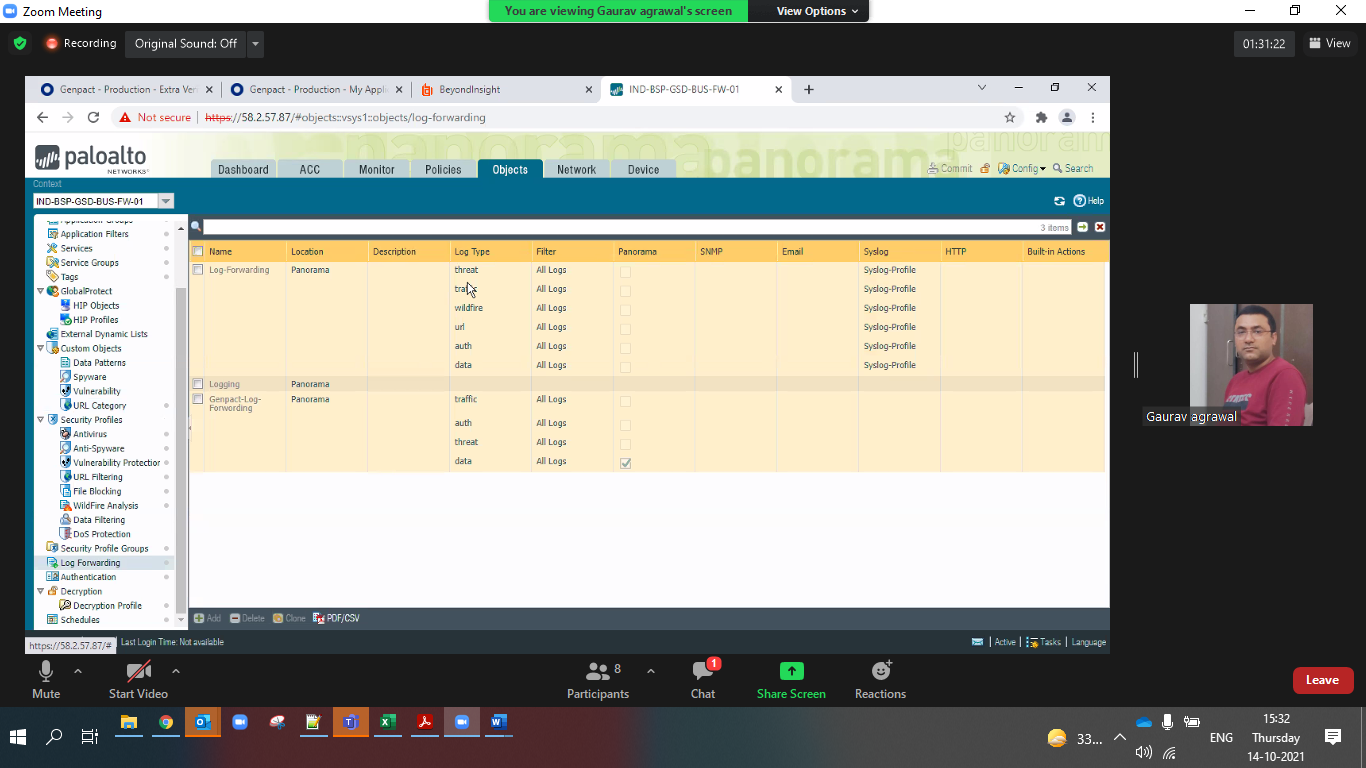 Zoom Meeting
You are viewing Gaurav agrawal's screen
View Options
Recording
Original Sound: Off
01:31:22
View
Genpact - Production - Extra Ver
Genpact - Production - My Apple
BeyondInsight
IND-BSP-GSD-BUS-FW-01
Not secure
https://58.2.57.87/#objects::vsys1::objects/log-forwarding
paloalto
NETWORKS
panorama
Dashboard
ACC
Monitor
Policies
Objects
Network
Device
Commit
Config
Search
Context
IND-BSP-GSD-BUS-FW-01
Help
3 items
Application Groups
Application Filters
Services
Service Groups
Tags
GlobalProtect
HIP Objects
HIP Profiles
External Dynamic Lists
Custom Objects
Data Patterns
Spyware
Vulnerability
URL Category
Security Profiles
Antivirus
Anti-Spyware
Vulnerability Protection
URL Filtering
File Blocking
WildFire Analysis
Data Filtering
DoS Protection
Security Profile Groups
Log Forwarding
Authentication
Decryption
Decryption Profile
Schedules
Name Location Description Log Type Filter Panorama SNMP Email Syslog HTTP Built-in Actions
Log-Forwarding Panorama threat All Logs Syslog-Profile
traffic All Logs Syslog-Profile
wildfire All Logs Syslog-Profile
url All Logs Syslog-Profile
auth All Logs Syslog-Profile
data All Logs Syslog-Profile
Logging Panorama
Genpact-Log-
Forwording Panorama traffic All Logs
auth All Logs
threat All Logs
data All Logs
Add
Delete
Clone
PDF/CSV
https://58.2.57.87/#
Last Login Time: Not available
Active
Tasks
Language
Gaurav agrawal
Mute
Start Video
8
Participants
1
Chat
Share Screen
Reactions
Leave
33...
ENG
15:32
Thursday
14-10-2021